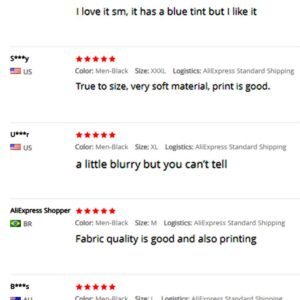 I love it sm, it has a blue tint but I like it
S***y
US
Color: Men-Black Size: XXXL Logistics: AliExpress Standard Shipping
True to size, very soft material, print is good.
U***r
US
Color: Men-Black Size: XL Logistics: AliExpress Standard Shipping
a little blurry but you can't tell
AliExpress Shopper
BR
Color: Men-Black Size: M Logistics: AliExpress Standard Shipping
Fabric quality is good and also printing
B***s
AU
Color: Men-Black Size: L Logistics: AliExpress Standard Shipping